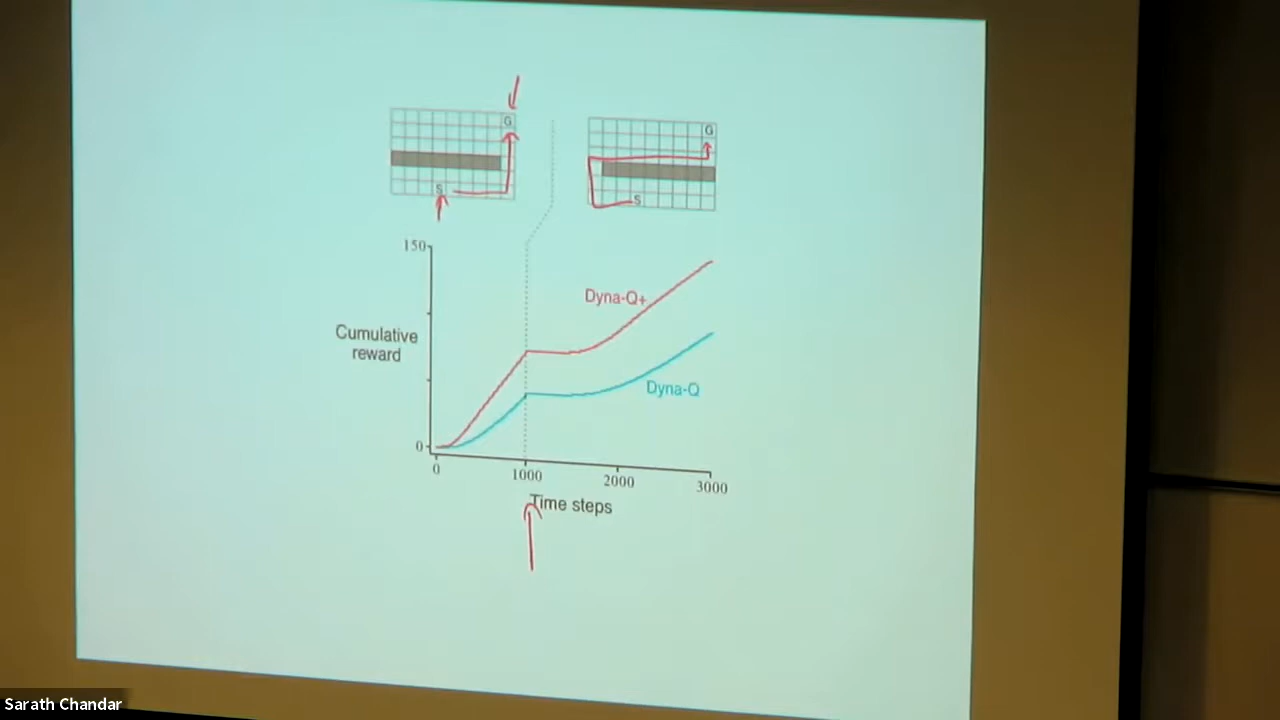 G
G
S
S
150
Dyna-Q+
Cumulative
reward
Dyna-Q
0
0
1000
2000
3000
Time steps
Sarath Chandar